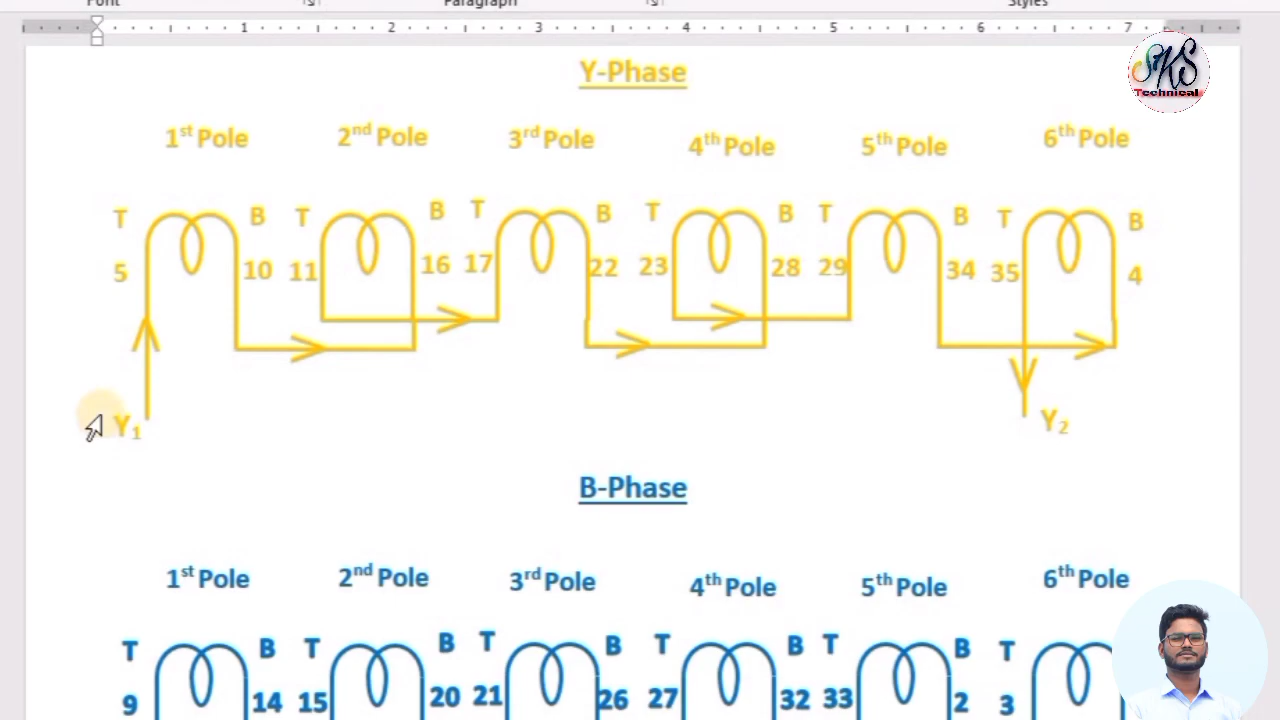 Font Paragraph Styles
1 2 3 4 5 6 7
SKS
Technical
Y-Phase
1st Pole 2nd Pole 3rd Pole 4th Pole 5th Pole 6th Pole
T B T B T B T B T B T B
5 10 11 16 17 22 23 28 29 34 35 4
Y1 Y2
B-Phase
1st Pole 2nd Pole 3rd Pole 4th Pole 5th Pole 6th Pole
T B T B T B T B T B T
9 14 15 20 21 26 27 32 33 2 3